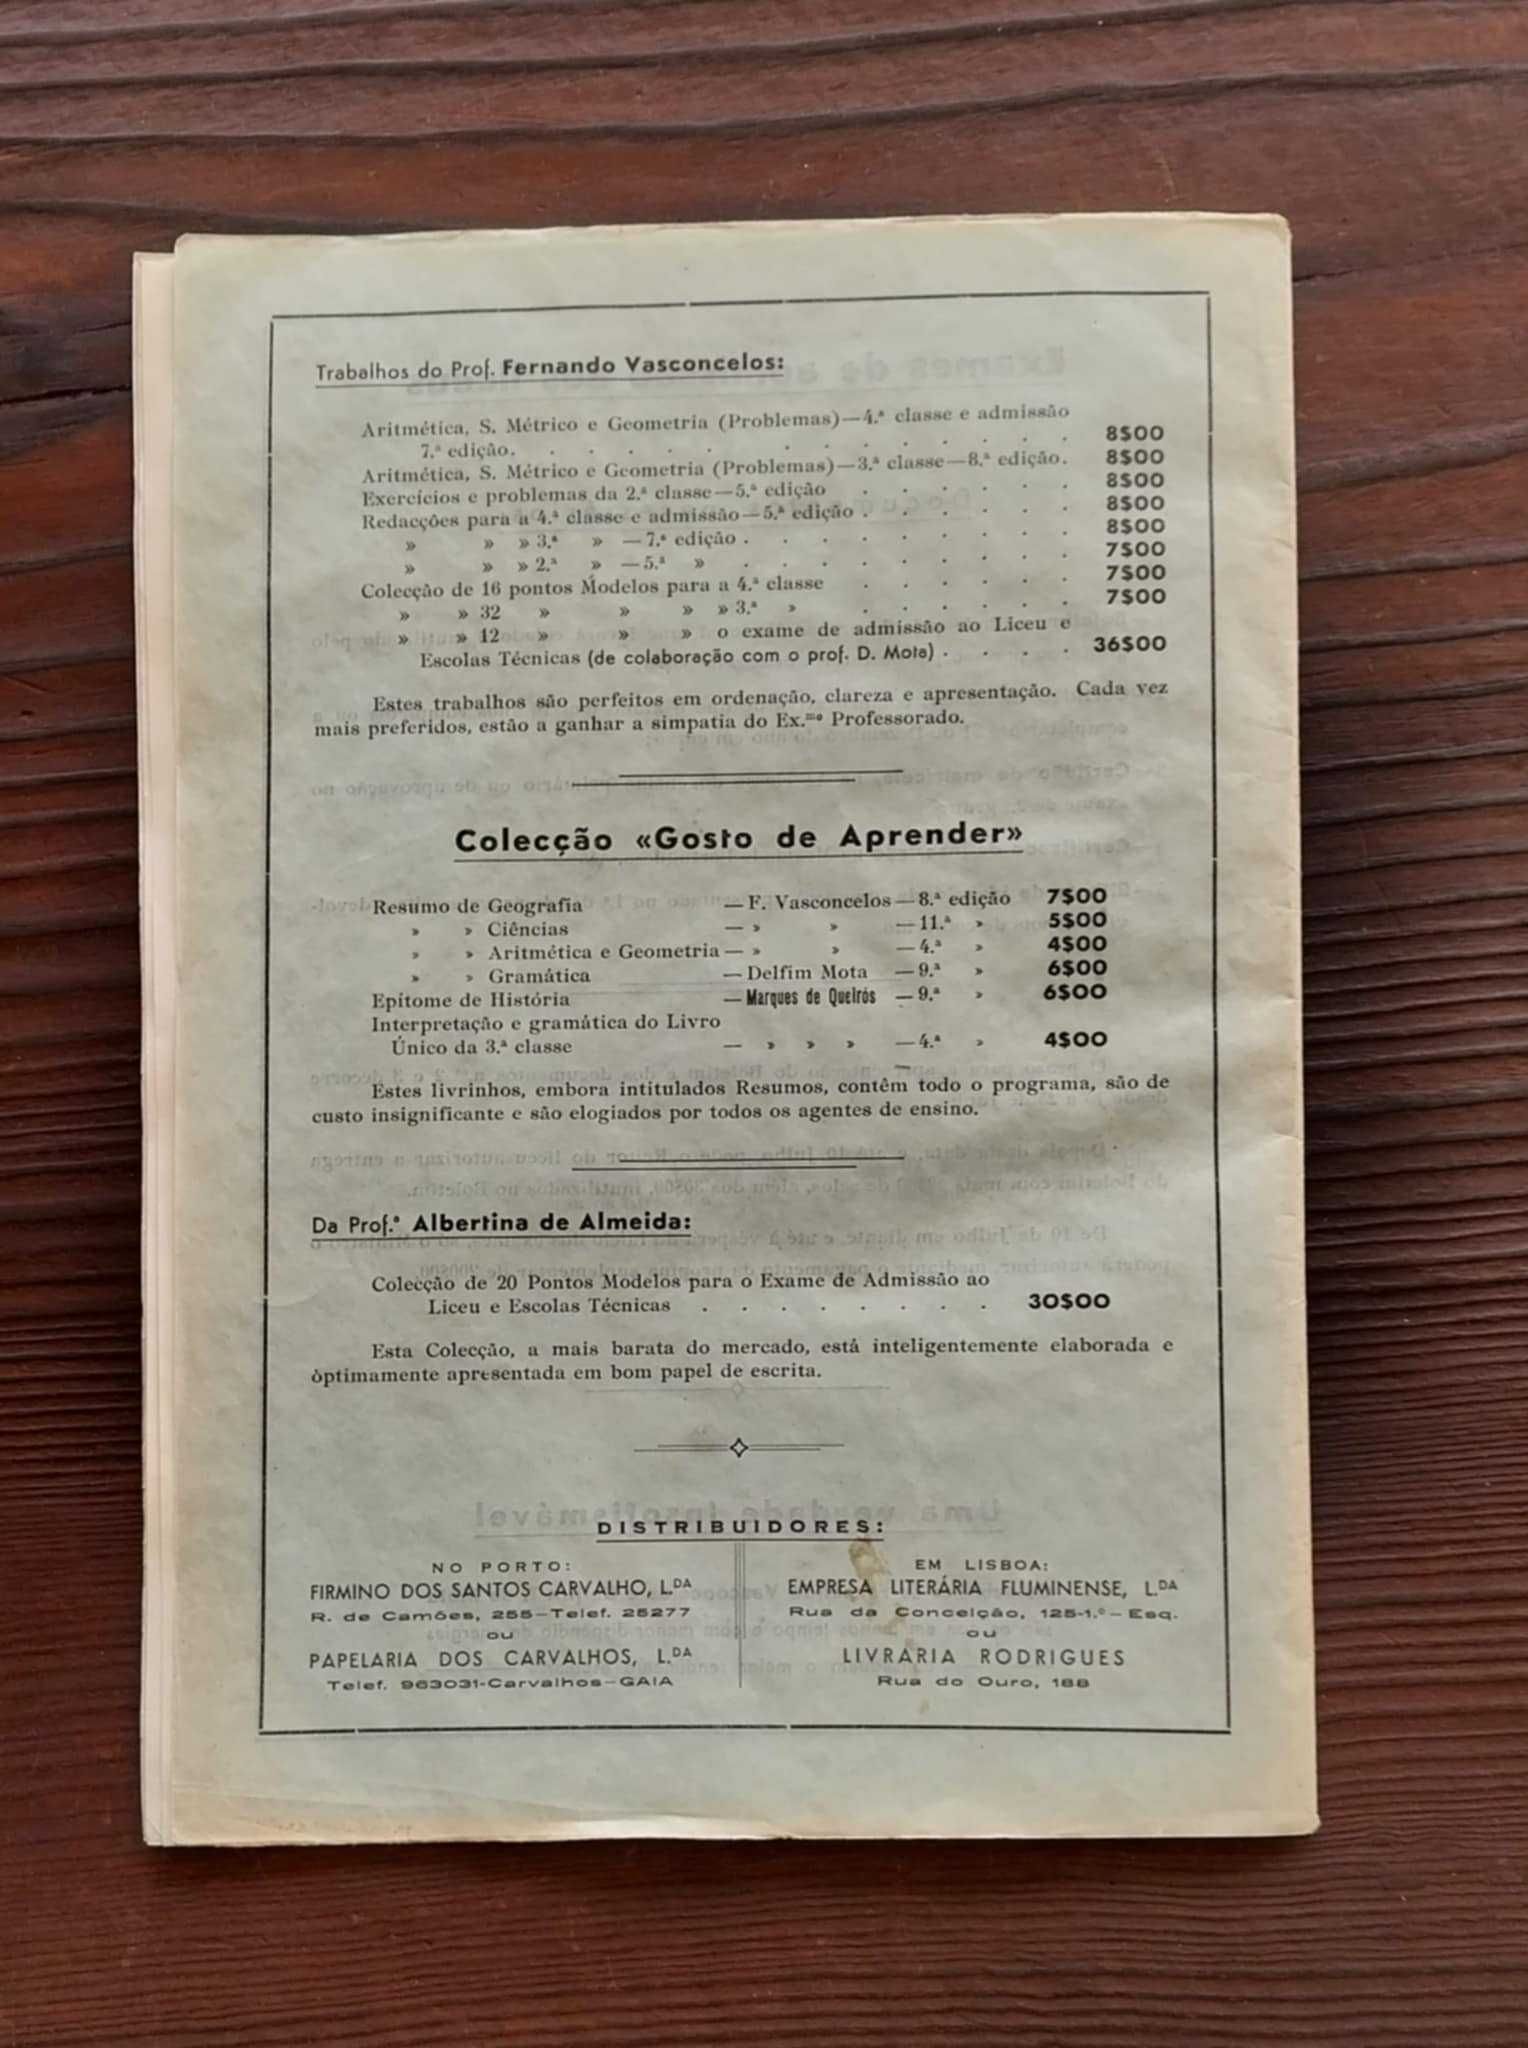 Trabalhos do Prof. Fernando Vasconcelos:
Aritmética, S. Métrico e Geometria (Problemas)—4.ª classe e admissão
7.ª edição. . . . . . . . . . . . . . . 8$00
Aritmética, S. Métrico e Geometria (Problemas)—3.ª classe—8.ª edição. 8$00
Exercícios e problemas da 2.ª classe—5.ª edição . . . . . . 8$00
Redacções para a 4.ª classe e admissão—5.ª edição . . . . . . 8$00
» » » 3.ª » —7.ª edição . . . . . . . . . 8$00
» » » 2.ª » —5.ª » . . . . . . . . . 7$00
Colecção de 16 pontos Modelos para a 4.ª classe . . . . . . 7$00
» » 32 » » » » 3.ª » . . . . . . 7$00
» » 12 » » » o exame de admissão ao Liceu e
Escolas Técnicas (de colaboração com o prof. D. Mota) . . . . 36$00
Estes trabalhos são perfeitos em ordenação, clareza e apresentação. Cada vez
mais preferidos, estão a ganhar a simpatia do Ex.mo Professorado.
Colecção «Gosto de Aprender»
Resumo de Geografia — F. Vasconcelos — 8.ª edição 7$00
» » Ciências — » » — 11.ª » 5$00
» » Aritmética e Geometria — » » — 4.ª » 4$00
» » Gramática — Delfim Mota — 9.ª » 6$00
Epítome de História — Marques de Queirós — 9.ª » 6$00
Interpretação e gramática do Livro
Único da 3.ª classe — » » » — 4.ª » 4$00
Estes livrinhos, embora intitulados Resumos, contêm todo o programa, são de
custo insignificante e são elogiados por todos os agentes de ensino.
Da Prof.ª Albertina de Almeida:
Colecção de 20 Pontos Modelos para o Exame de Admissão ao
Liceu e Escolas Técnicas . . . . . . . . 30$00
Esta Colecção, a mais barata do mercado, está inteligentemente elaborada e
òptimamente apresentada em bom papel de escrita.
DISTRIBUIDORES:
NO PORTO:
FIRMINO DOS SANTOS CARVALHO, L.DA
R. de Camões, 255—Telef. 25277
ou
PAPELARIA DOS CARVALHOS, L.DA
Telef. 963031-Carvalhos—GAIA
EM LISBOA:
EMPRESA LITERÁRIA FLUMINENSE, L.DA
Rua da Conceição, 125-1.º—Esq.
ou
LIVRARIA RODRIGUES
Rua do Ouro, 188